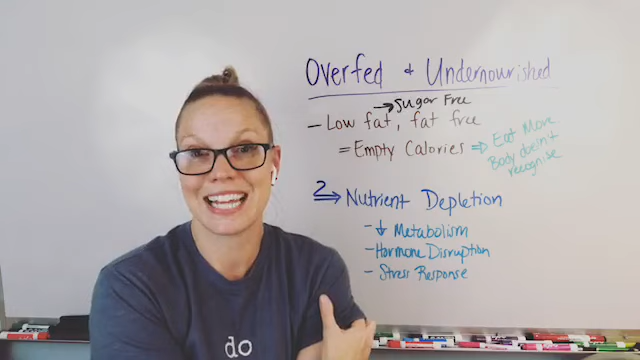 Overfed & Undernourished
→ Sugar Free
- Low fat, fat free
= Empty Calories ⇒ Eat More
Body doesn't
recognise
2 ⇒ Nutrient Depletion
- ↓ Metabolism
- Hormone Disruption
- Stress Response
do